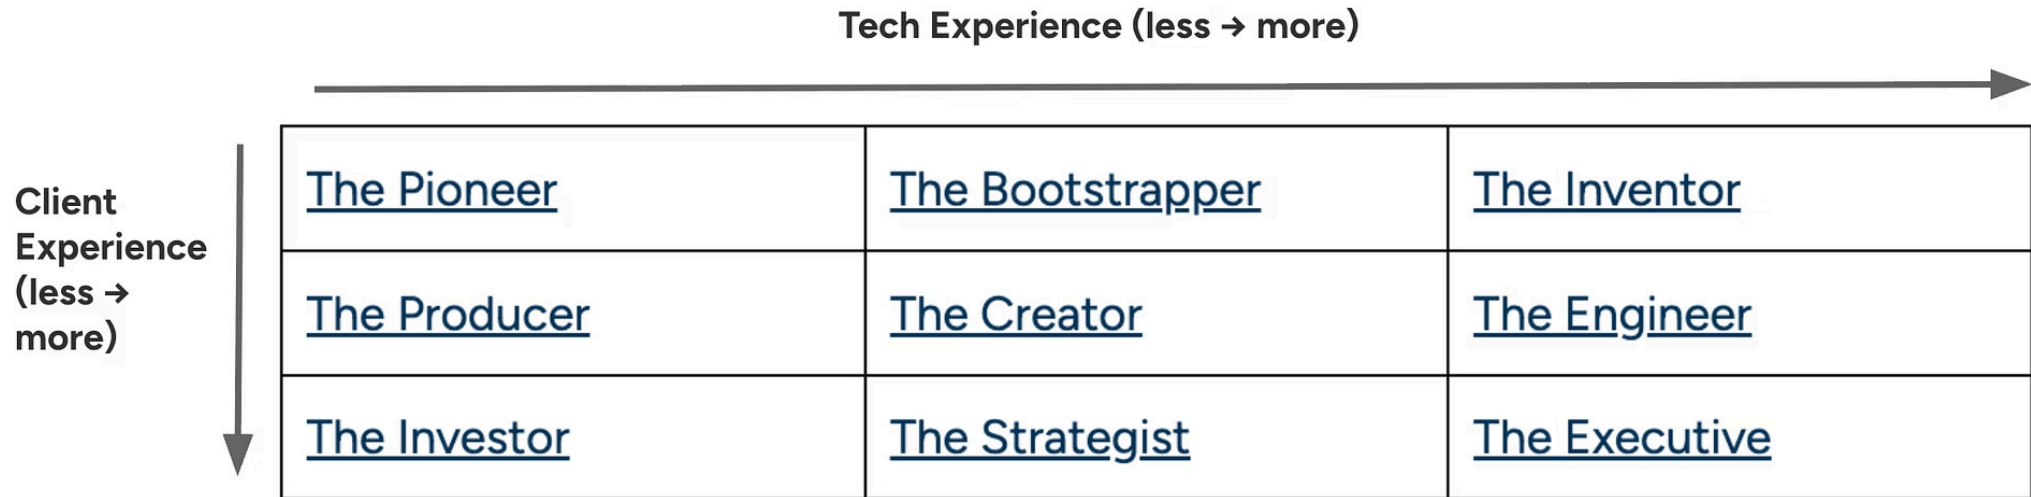 Tech Experience (less → more)
Client
Experience
(less →
more)
The Pioneer
The Bootstrapper
The Inventor
The Producer
The Creator
The Engineer
The Investor
The Strategist
The Executive